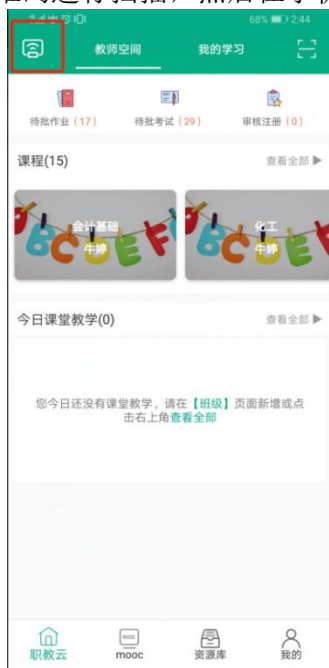 68% 2:44
教师空间 我的学习
待批作业 (17) 待批考试 (29) 审核注册 (0)
课程(15) 查看全部▶
会计基础 化工
牛婷 牛婷
今日课堂教学(0) 查看全部▶
您今日还没有课堂教学，请在【班级】页面新增或点
击右上角查看全部
职教云 mooc 资源库 我的